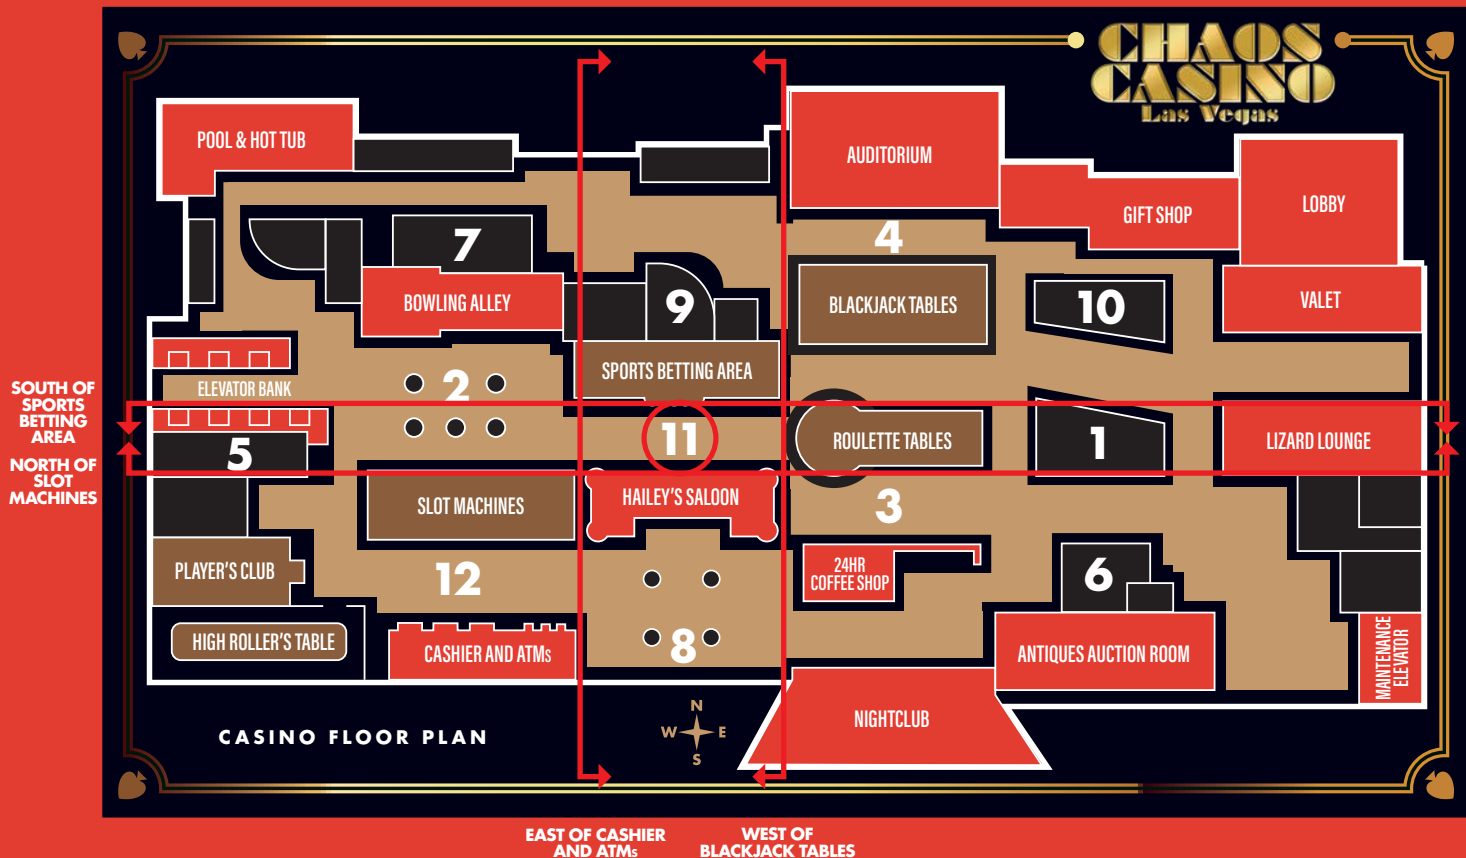 CHAOS
CASINO
Las Vegas
POOL & HOT TUB
AUDITORIUM
GIFT SHOP
LOBBY
4
7
BOWLING ALLEY
9
BLACKJACK TABLES
10
VALET
SPORTS BETTING AREA
ELEVATOR BANK
2
SOUTH OF
SPORTS
BETTING
AREA
NORTH OF
SLOT
MACHINES
5
11
ROULETTE TABLES
1
LIZARD LOUNGE
SLOT MACHINES
HAILEY'S SALOON
3
PLAYER'S CLUB
12
24HR
COFFEE SHOP
6
HIGH ROLLER'S TABLE
CASHIER AND ATMs
8
ANTIQUES AUCTION ROOM
MAINTENANCE
ELEVATOR
NIGHTCLUB
N
W E
S
CASINO FLOOR PLAN
EAST OF CASHIER
AND ATMs
WEST OF
BLACKJACK TABLES